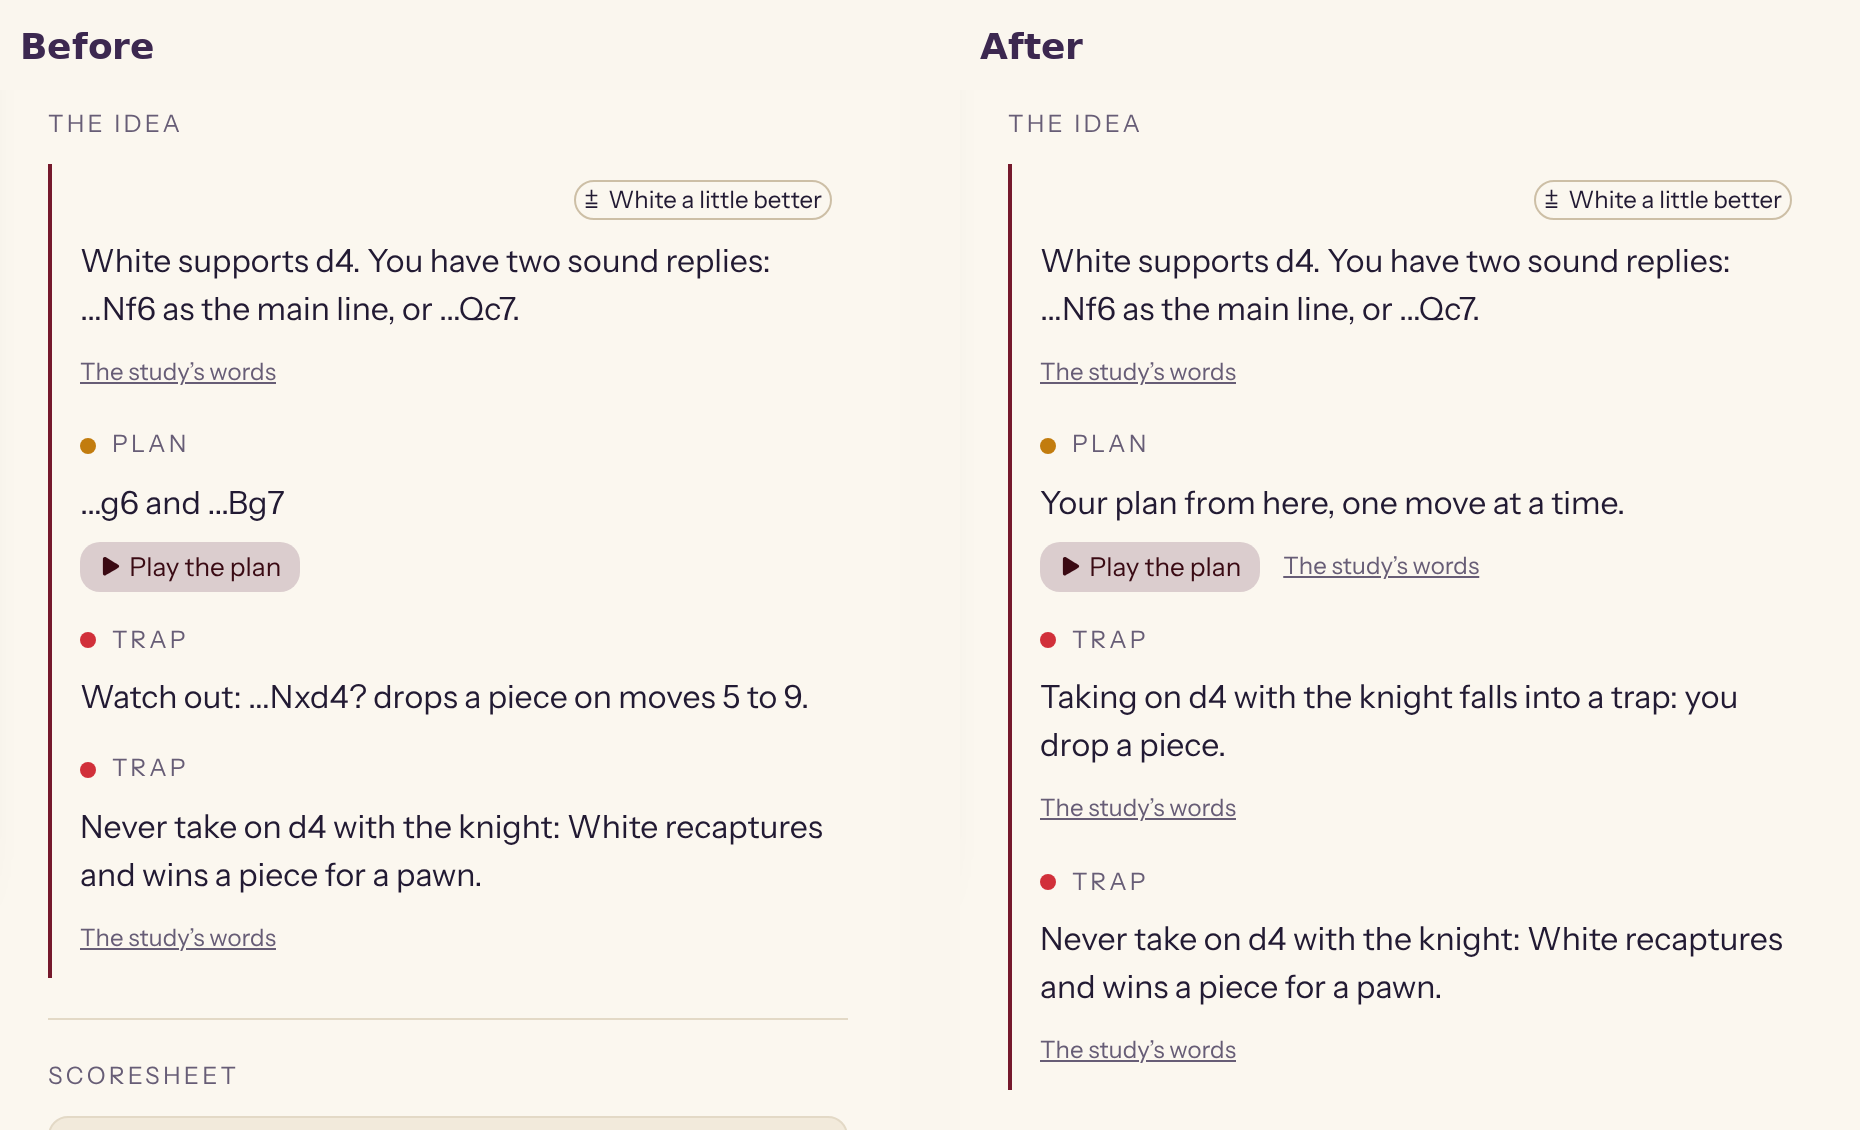 Before
THE IDEA
± White a little better
White supports d4. You have two sound replies:
...Nf6 as the main line, or ...Qc7.
The study’s words
PLAN
...g6 and ...Bg7
Play the plan
TRAP
Watch out: ...Nxd4? drops a piece on moves 5 to 9.
TRAP
Never take on d4 with the knight: White recaptures
and wins a piece for a pawn.
The study’s words
SCORESHEET
After
THE IDEA
⩲ White a little better
White supports d4. You have two sound replies:
...Nf6 as the main line, or ...Qc7.
The study’s words
PLAN
Your plan from here, one move at a time.
Play the plan The study’s words
TRAP
Taking on d4 with the knight falls into a trap: you
drop a piece.
The study’s words
TRAP
Never take on d4 with the knight: White recaptures
and wins a piece for a pawn.
The study’s words